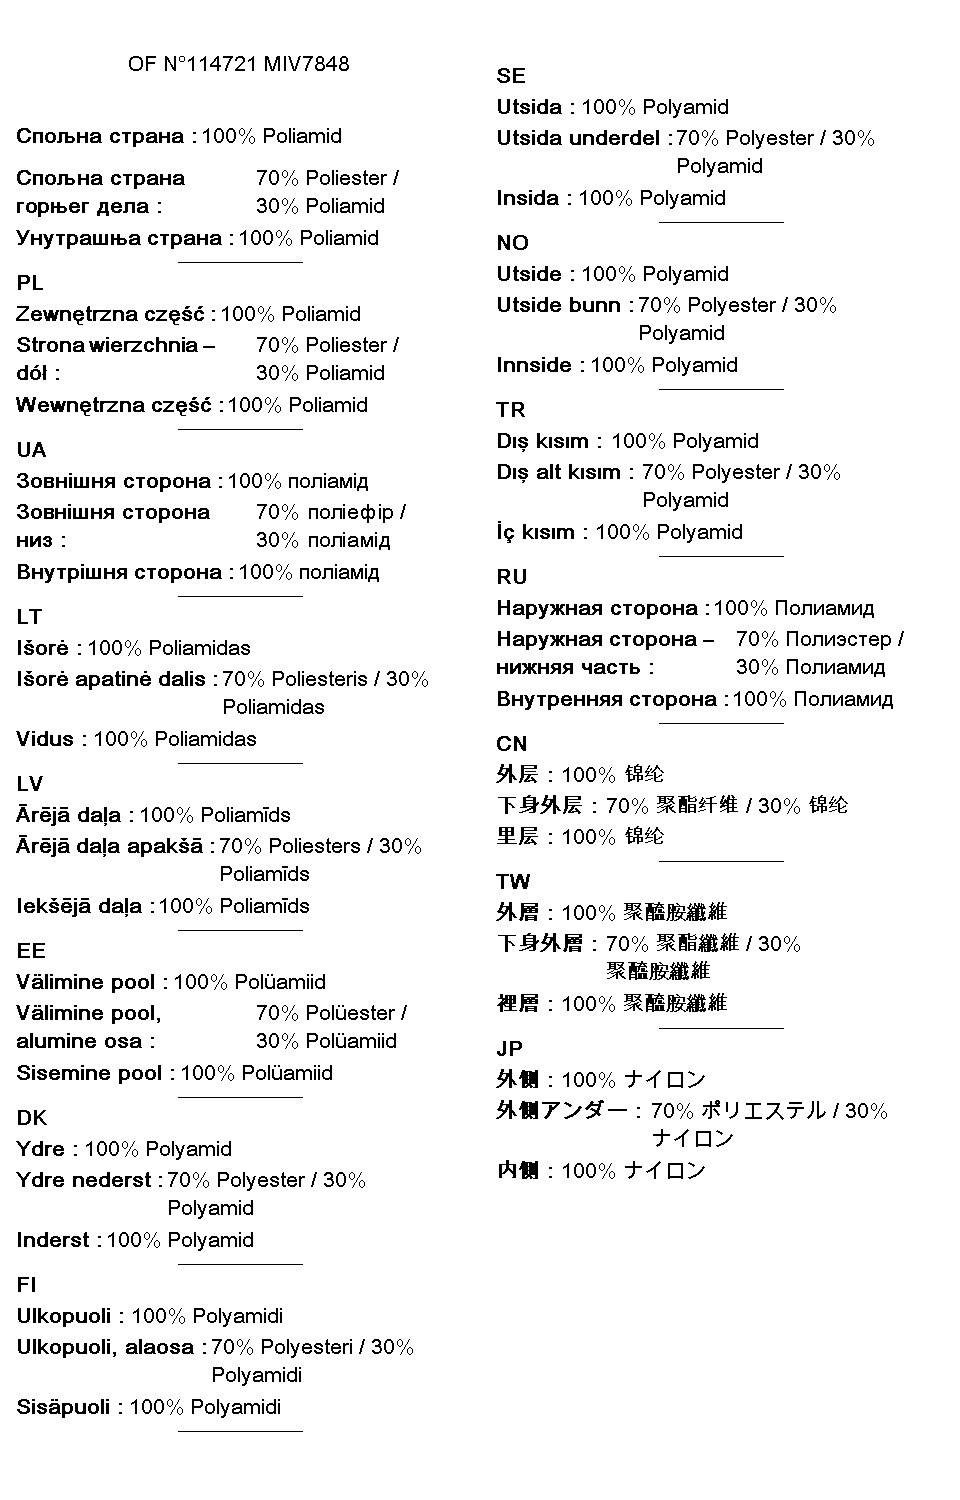 OF N°114721 MIV7848
Спољна страна : 100% Poliamid
Спољна страна 70% Poliester /
горњег дела : 30% Poliamid
Унутрашња страна : 100% Poliamid
PL
Zewnętrzna część : 100% Poliamid
Strona wierzchnia – 70% Poliester /
dół : 30% Poliamid
Wewnętrzna część : 100% Poliamid
UA
Зовнішня сторона : 100% поліамід
Зовнішня сторона 70% поліефір /
низ : 30% поліамід
Внутрішня сторона : 100% поліамід
LT
Išorė : 100% Poliamidas
Išorė apatinė dalis : 70% Poliesteris / 30%
Poliamidas
Vidus : 100% Poliamidas
LV
Ārējā daļa : 100% Poliamīds
Ārējā daļa apakšā : 70% Poliesters / 30%
Poliamīds
Iekšējā daļa : 100% Poliamīds
EE
Välimine pool : 100% Polüamiid
Välimine pool, 70% Polüester /
alumine osa : 30% Polüamiid
Sisemine pool : 100% Polüamiid
DK
Ydre : 100% Polyamid
Ydre nederst : 70% Polyester / 30%
Polyamid
Inderst : 100% Polyamid
FI
Ulkopuoli : 100% Polyamidi
Ulkopuoli, alaosa : 70% Polyesteri / 30%
Polyamidi
Sisäpuoli : 100% Polyamidi
SE
Utsida : 100% Polyamid
Utsida underdel : 70% Polyester / 30%
Polyamid
Insida : 100% Polyamid
NO
Utside : 100% Polyamid
Utside bunn : 70% Polyester / 30%
Polyamid
Innside : 100% Polyamid
TR
Dış kısım : 100% Polyamid
Dış alt kısım : 70% Polyester / 30%
Polyamid
İç kısım : 100% Polyamid
RU
Наружная сторона : 100% Полиамид
Наружная сторона – 70% Полиэстер /
нижняя часть : 30% Полиамид
Внутренняя сторона : 100% Полиамид
CN
外层 : 100% 锦纶
下身外层 : 70% 聚酯纤维 / 30% 锦纶
里层 : 100% 锦纶
TW
外層 : 100% 聚醯胺纖維
下身外層 : 70% 聚酯纖維 / 30%
聚醯胺纖維
裡層 : 100% 聚醯胺纖維
JP
外側 : 100% ナイロン
外側アンダー : 70% ポリエステル / 30%
ナイロン
内側 : 100% ナイロン